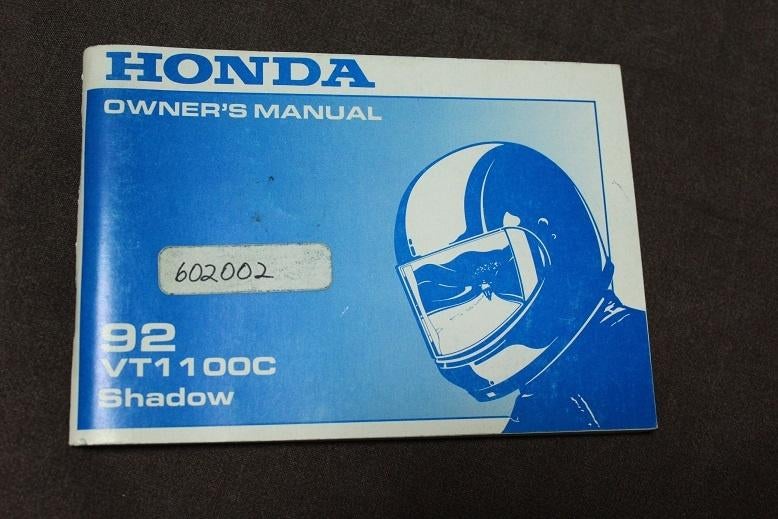 HONDA
OWNER'S MANUAL
602002
92
VT1100C
Shadow